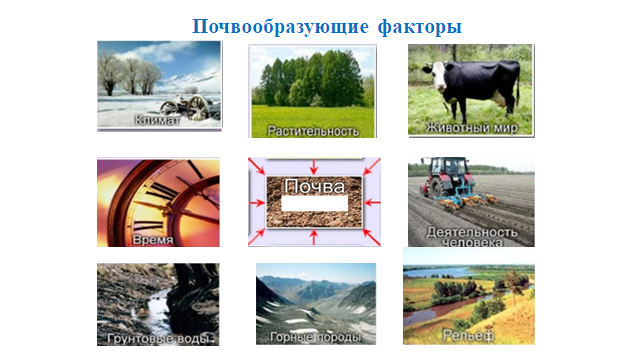 Почвообразующие факторы
Климат
Растительность
Животный мир
Время
Почва
Деятельность
человека
Грунтовые воды
Горные породы
Рельеф